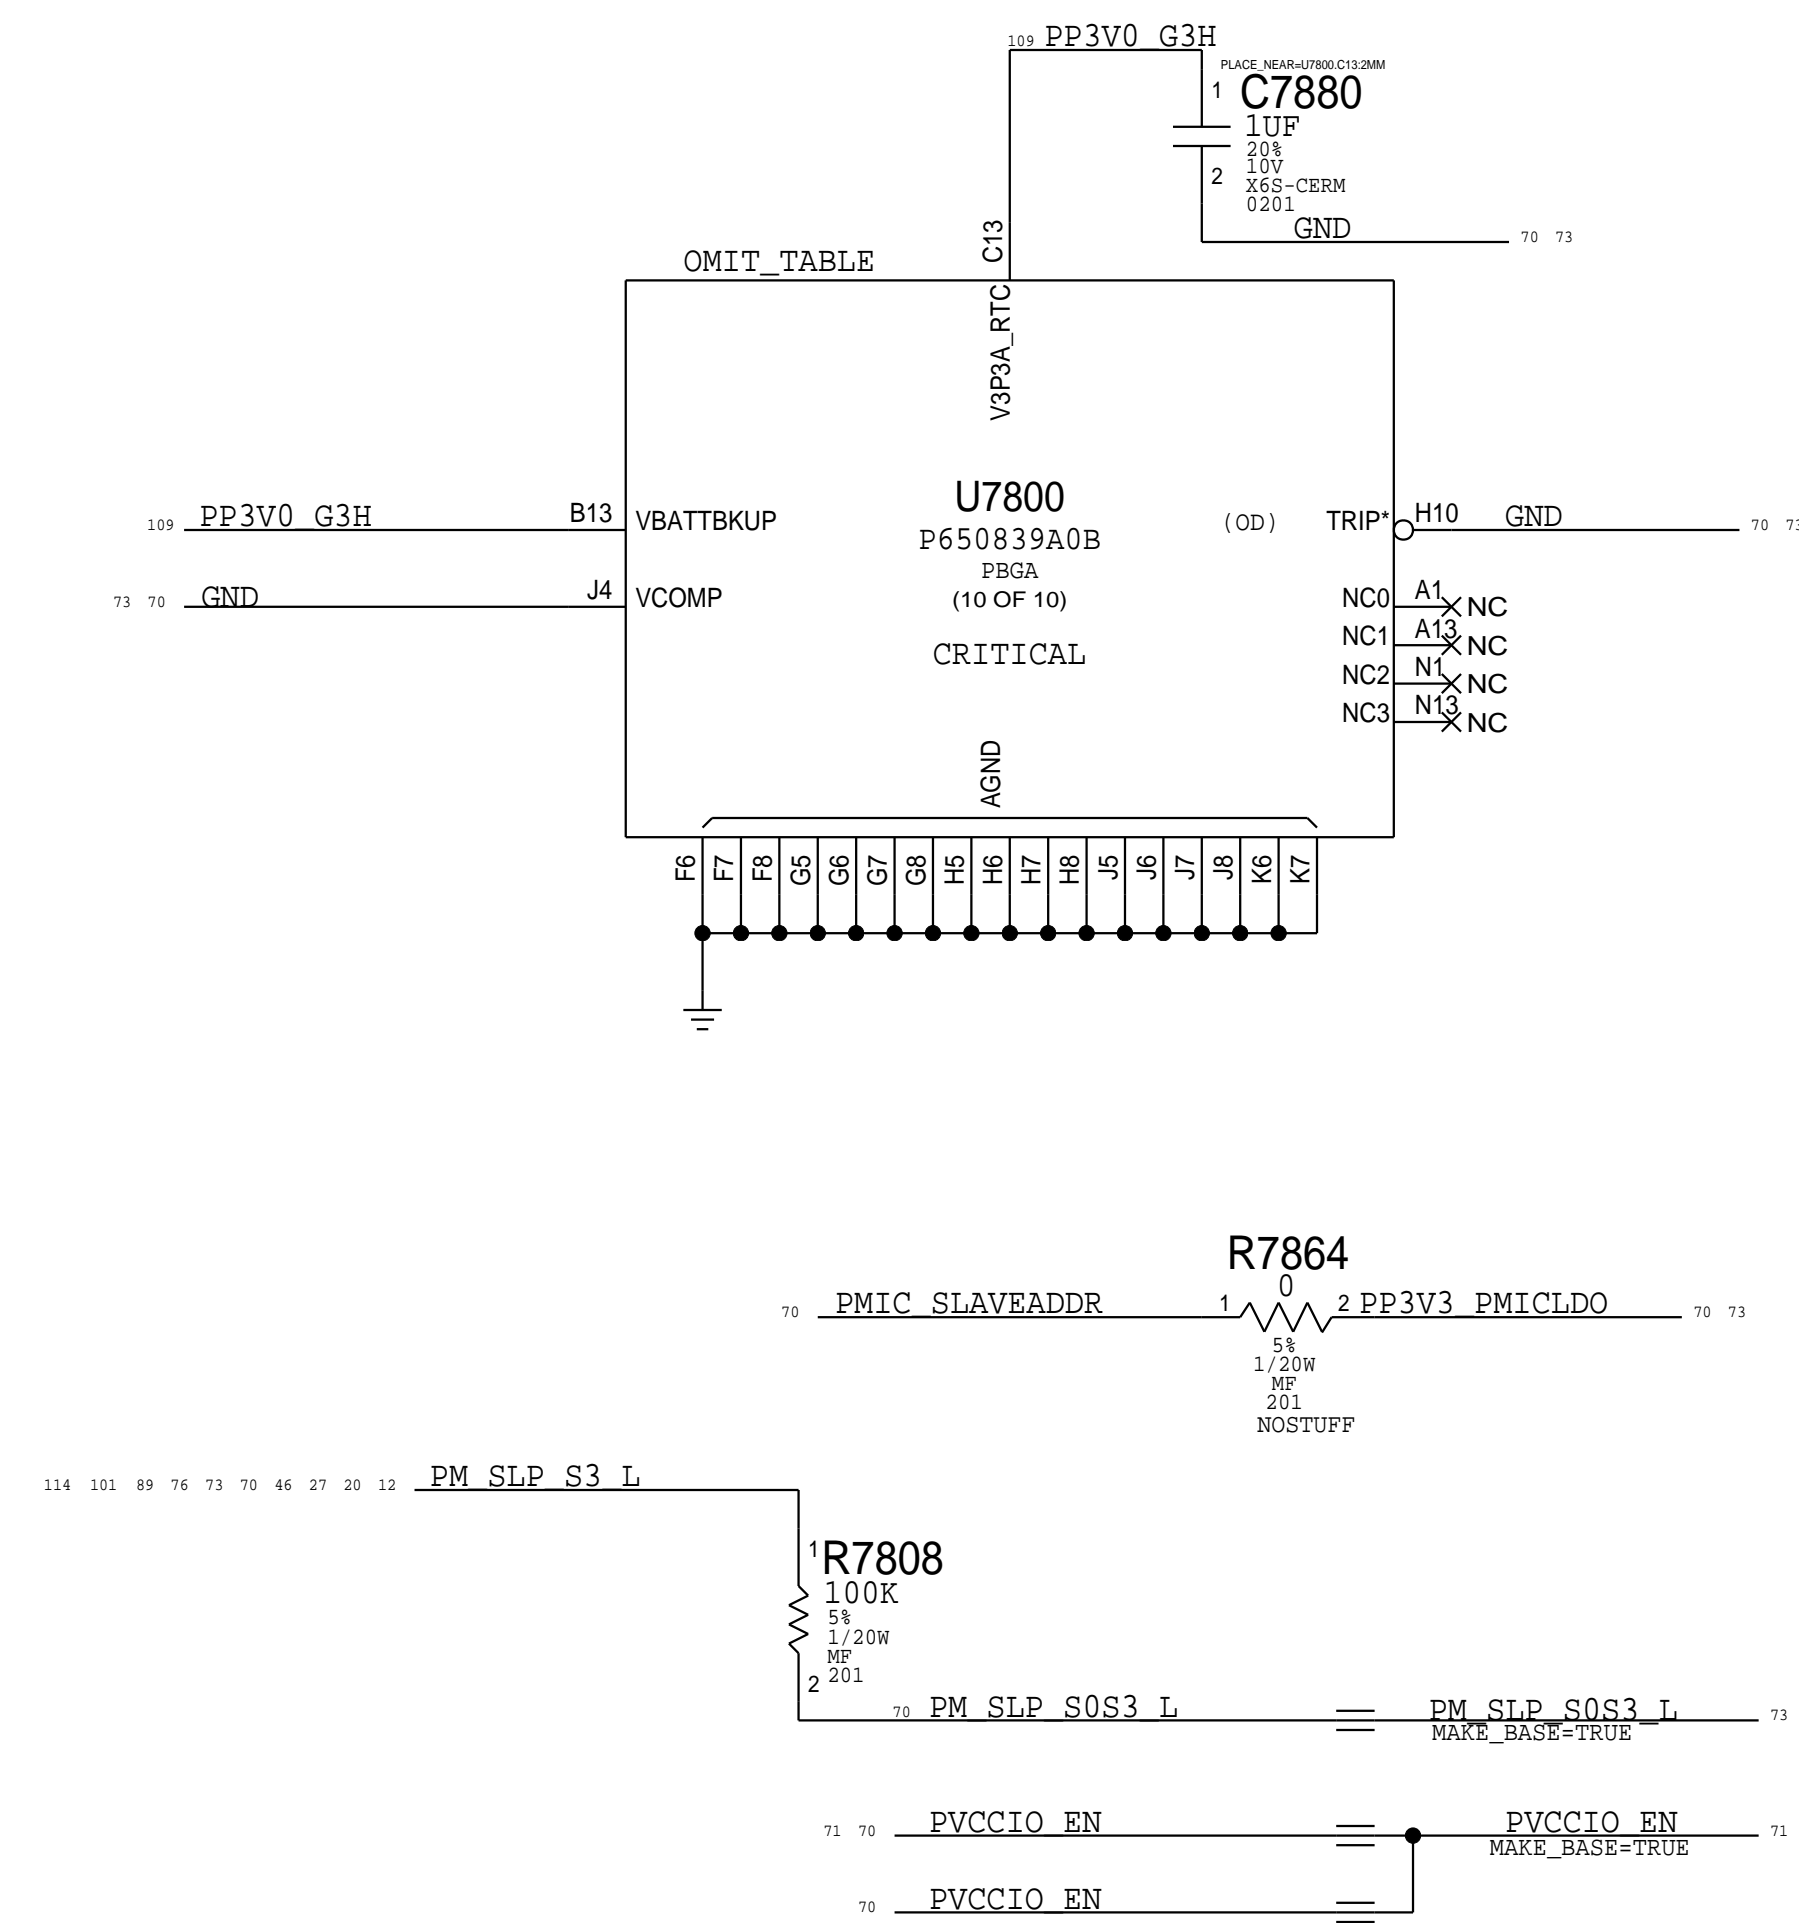 109 PP3V0_G3H
PLACE_NEAR=U7800.C13:2MM
1 C7880
1UF
20%
10V
2 X6S-CERM
0201
GND 70 73
C13
OMIT_TABLE
V3P3A_RTC
U7800
P650839A0B
PBGA
(10 OF 10)
CRITICAL
109 PP3V0_G3H B13 VBATTBKUP
73 70 GND J4 VCOMP
(OD) TRIP* H10 GND 70 73
NC0 A1 NC
NC1 A13 NC
NC2 N1 NC
NC3 N13 NC
AGND
F6 F7 F8 G5 G6 G7 G8 H5 H6 H7 H8 J5 J6 J7 J8 K6 K7
R7864
0
70 PMIC_SLAVEADDR 1 2 PP3V3_PMICLDO 70 73
5%
1/20W
MF
201
NOSTUFF
114 101 89 76 73 70 46 27 20 12 PM_SLP_S3_L
1 R7808
100K
5%
1/20W
MF
2 201
70 PM_SLP_S0S3_L PM_SLP_S0S3_L 73
MAKE_BASE=TRUE
71 70 PVCCIO_EN PVCCIO_EN 71
MAKE_BASE=TRUE
70 PVCCIO_EN